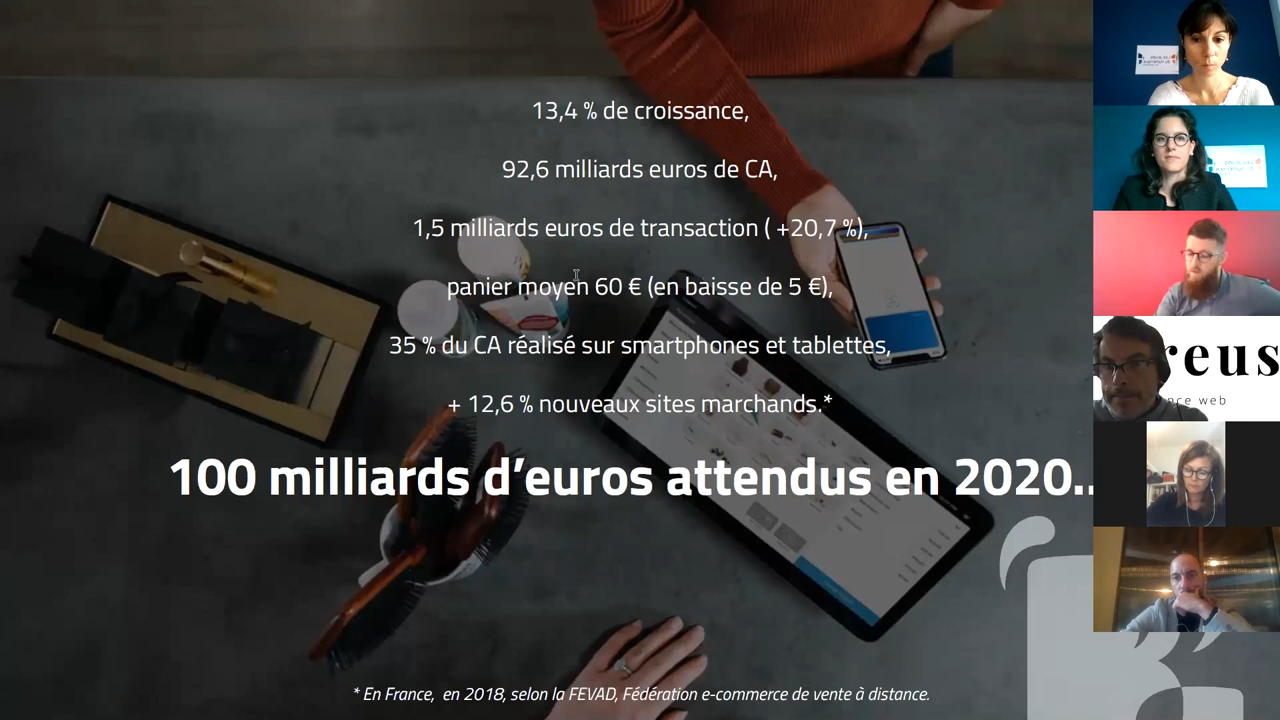 13,4 % de croissance,
92,6 milliards euros de CA,
1,5 milliards euros de transaction ( +20,7 %),
panier moyen 60 € (en baisse de 5 €),
35 % du CA réalisé sur smartphones et tablettes,
+ 12,6 % nouveaux sites marchands.*
100 milliards d’euros attendus en 2020..
* En France, en 2018, selon la FEVAD, Fédération e-commerce de vente à distance.
reus
nce web